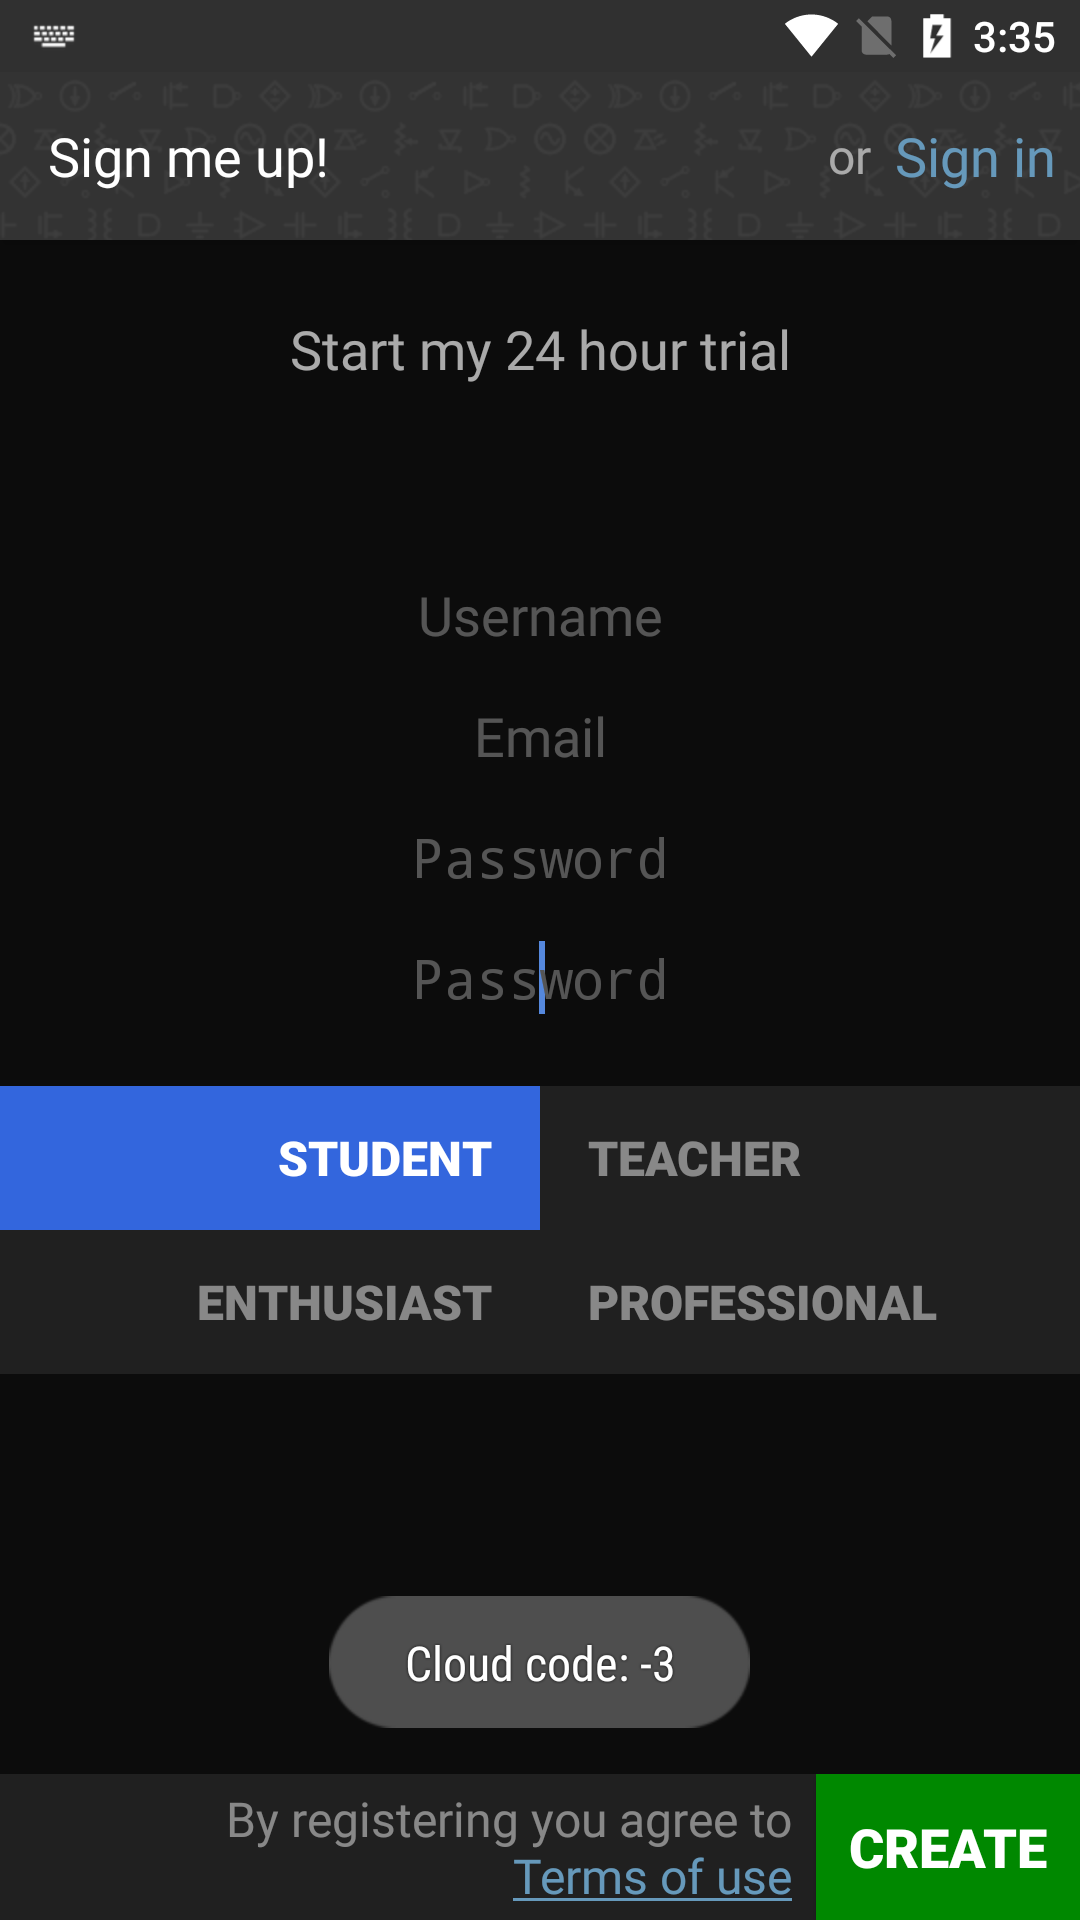 3:35
Sign me up!
or Sign in
Start my 24 hour trial
Username
Email
Password
Password
STUDENT
TEACHER
ENTHUSIAST
PROFESSIONAL
Cloud code: -3
By registering you agree to
Terms of use
CREATE